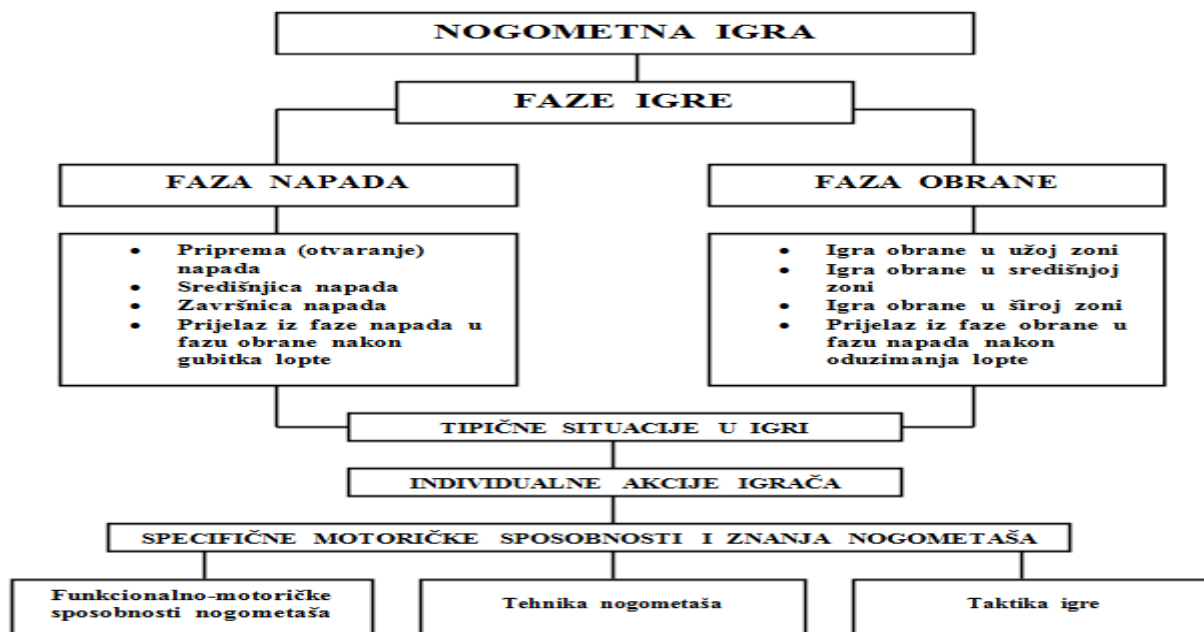 NOGOMETNA IGRA
FAZE IGRE
FAZA NAPADA
FAZA OBRANE
• Priprema (otvaranje)
napada
• Središnjica napada
• Završnica napada
• Prijelaz iz faze napada u
fazu obrane nakon
gubitka lopte
• Igra obrane u užoj zoni
• Igra obrane u središnjoj
zoni
• Igra obrane u široj zoni
• Prijelaz iz faze obrane u
fazu napada nakon
oduzimanja lopte
TIPIČNE SITUACIJE U IGRI
INDIVIDUALNE AKCIJE IGRAČA
SPECIFIČNE MOTORIČKE SPOSOBNOSTI I ZNANJA NOGOMETAŠA
Funkcionalno-motoričke
sposobnosti nogometaša
Tehnika nogometaša
Taktika igre